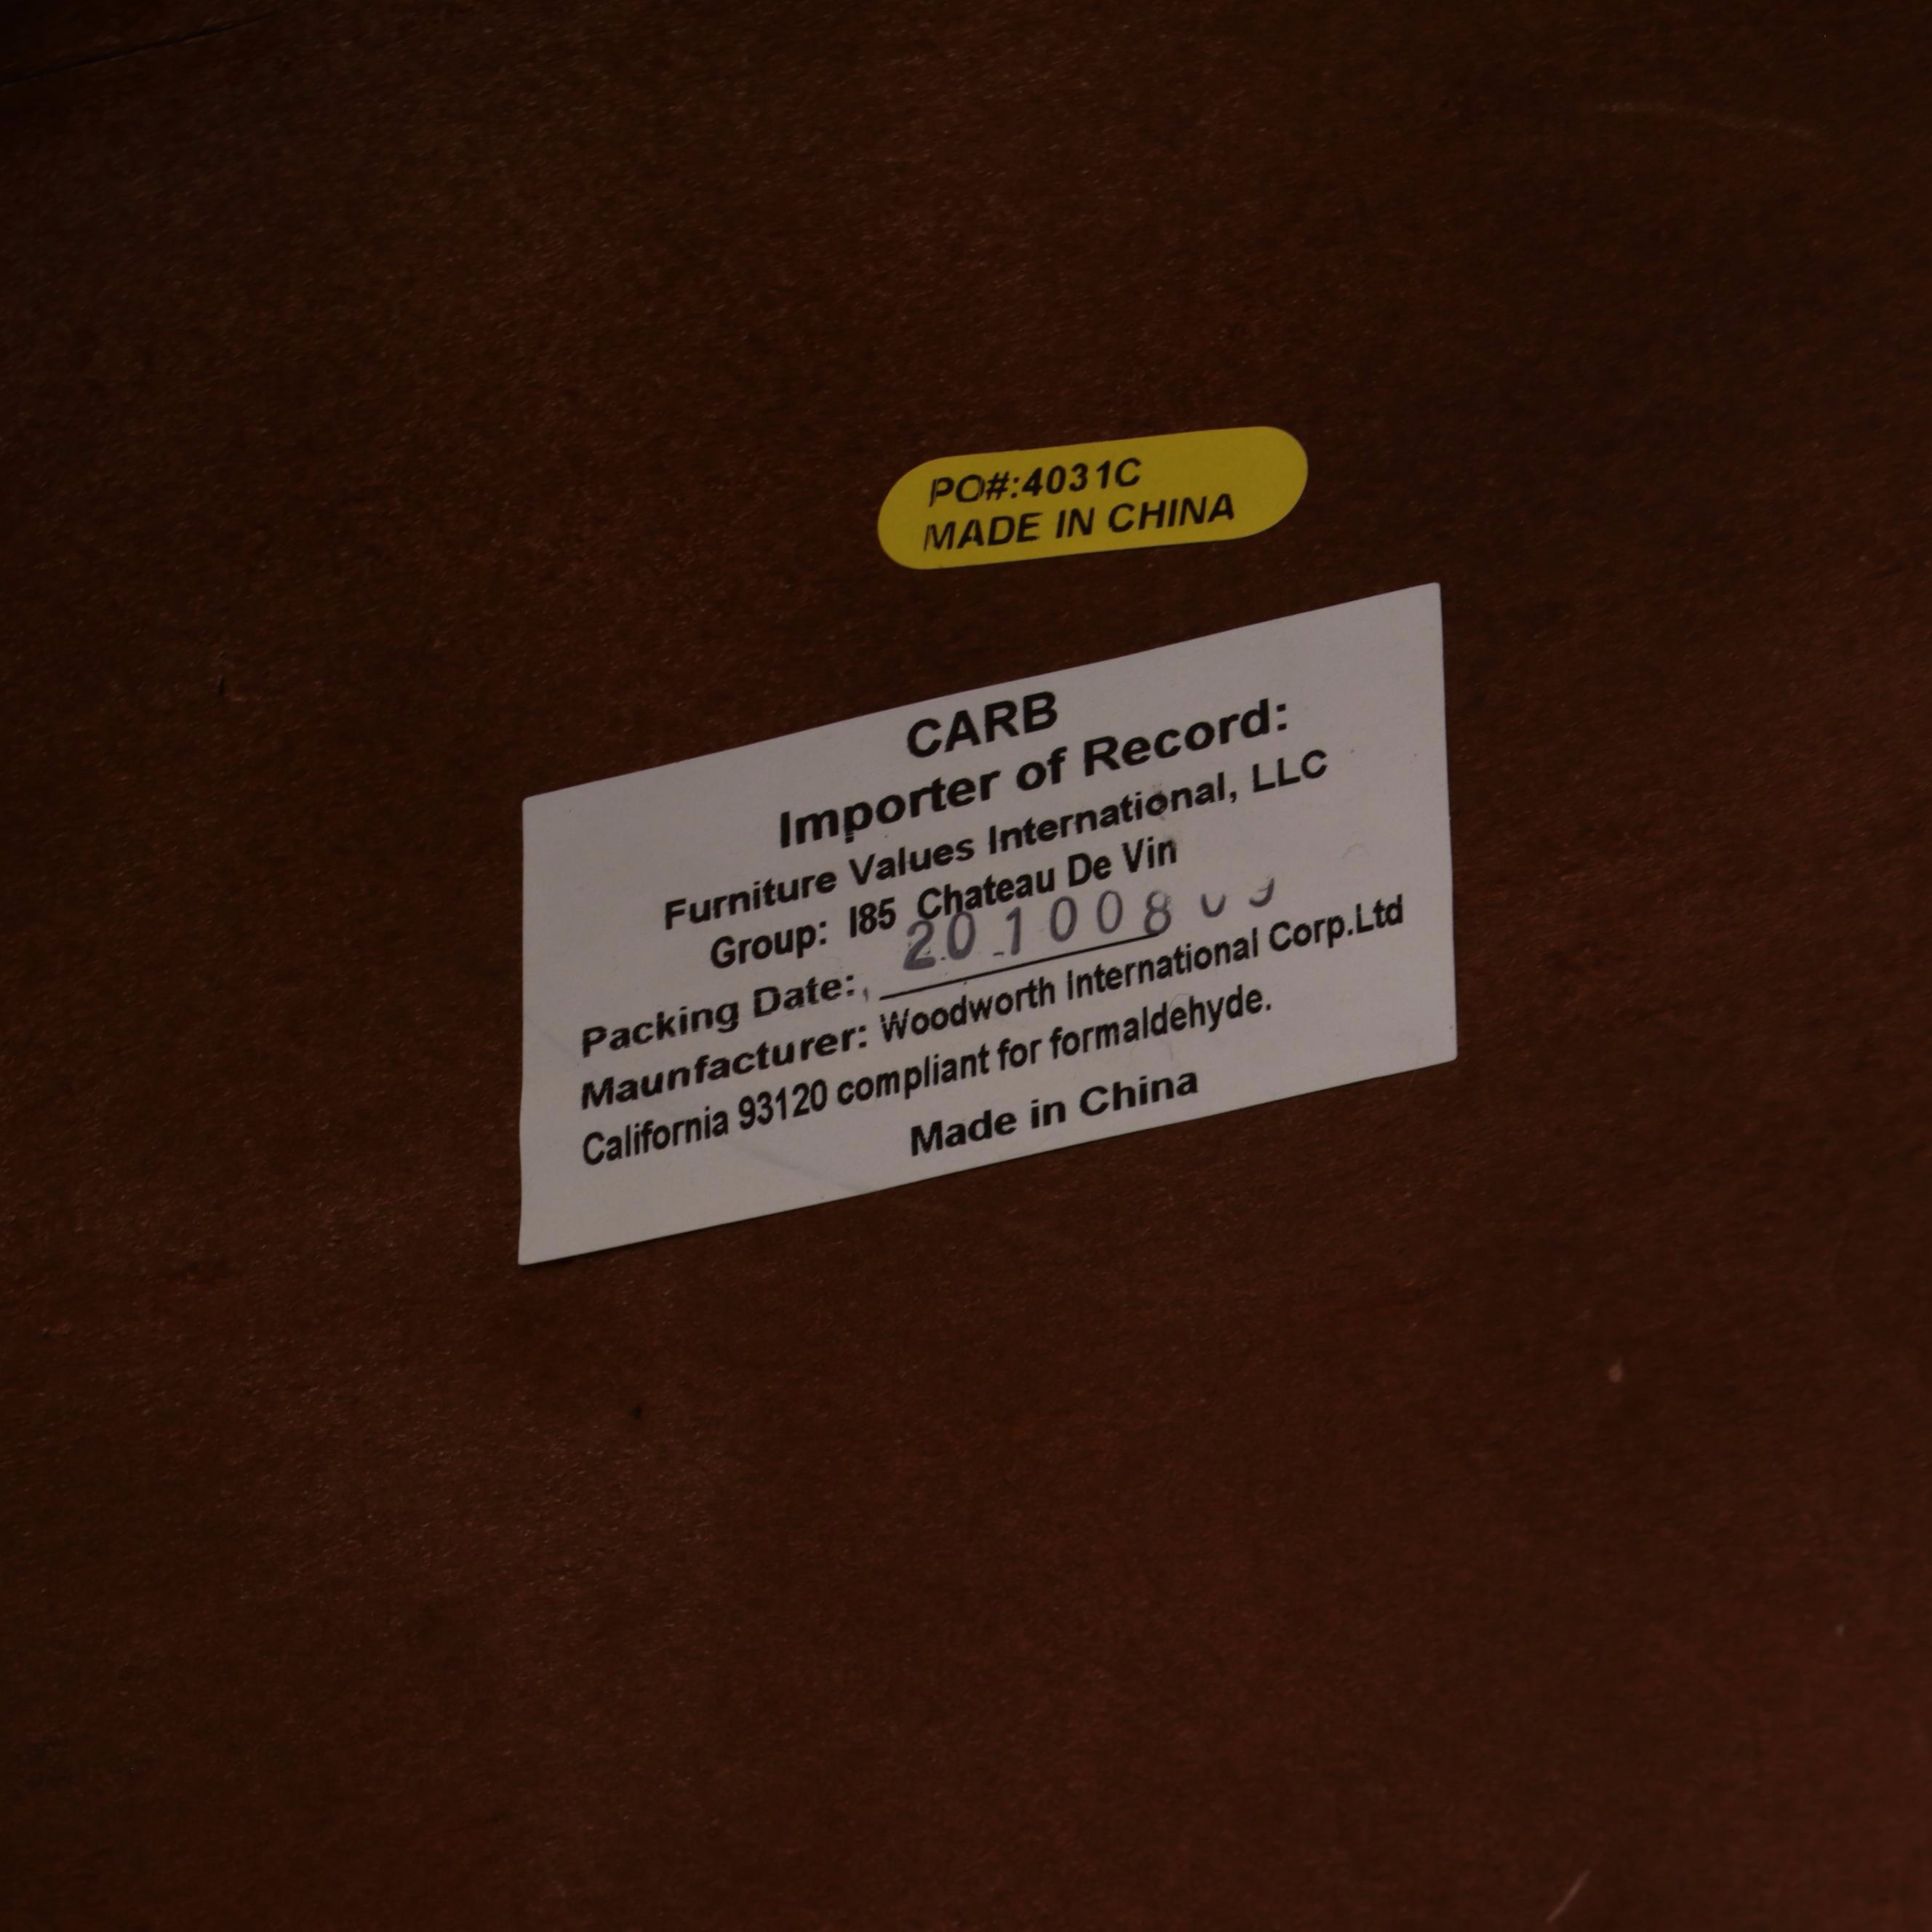 PO#:4031C
MADE IN CHINA
CARB
Importer of Record:
Furniture Values International, LLC
Group: I85 Chateau De Vin
Packing Date:
Maunfacturer: Woodworth International Corp.Ltd
California 93120 compliant for formaldehyde.
Made in China